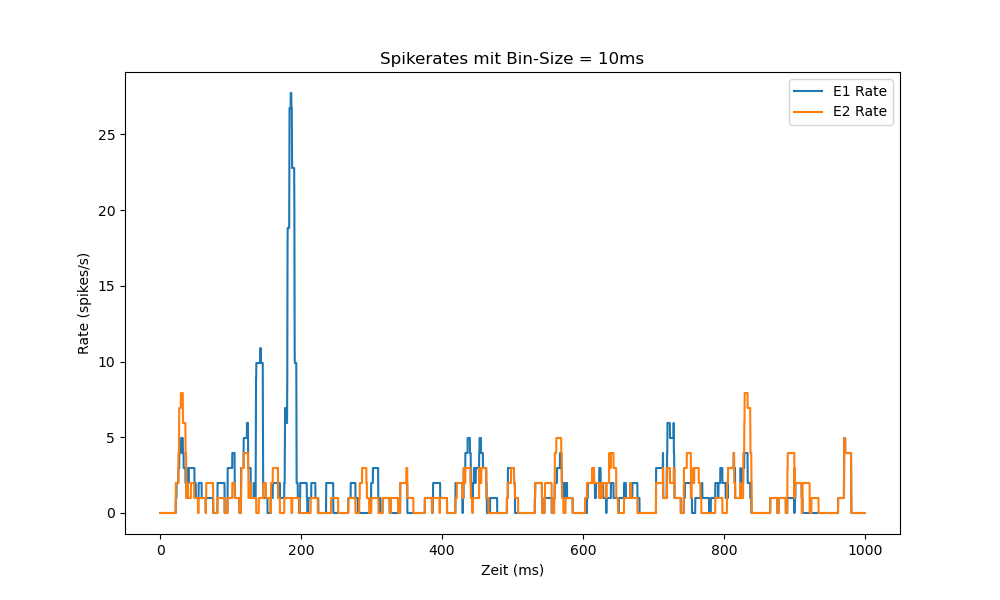 Spikerates mit Bin-Size = 10ms
E1 Rate
E2 Rate
Rate (spikes/s)
25
20
15
10
5
0
0 200 400 600 800 1000
Zeit (ms)